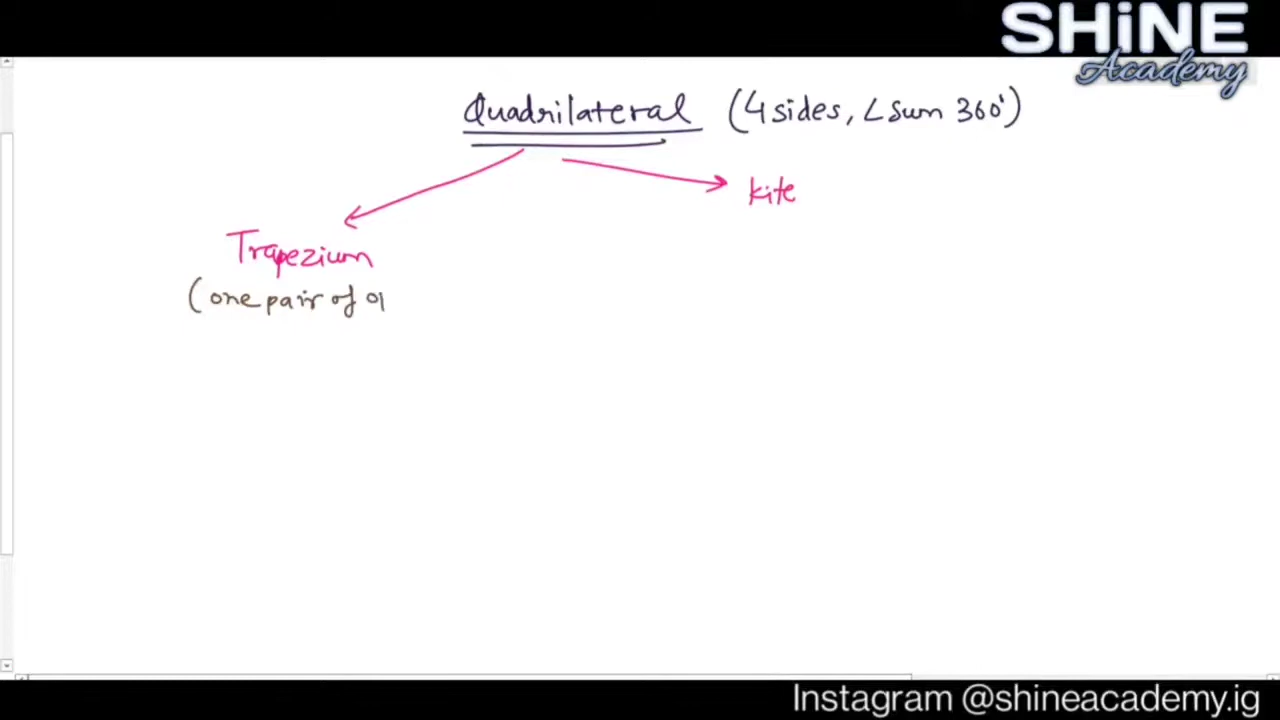 SHiNE
Academy
Quadrilateral (4 sides, ∠ Sum 360°)
kite
Trapezium
(one pair of
Instagram @shineacademy.ig